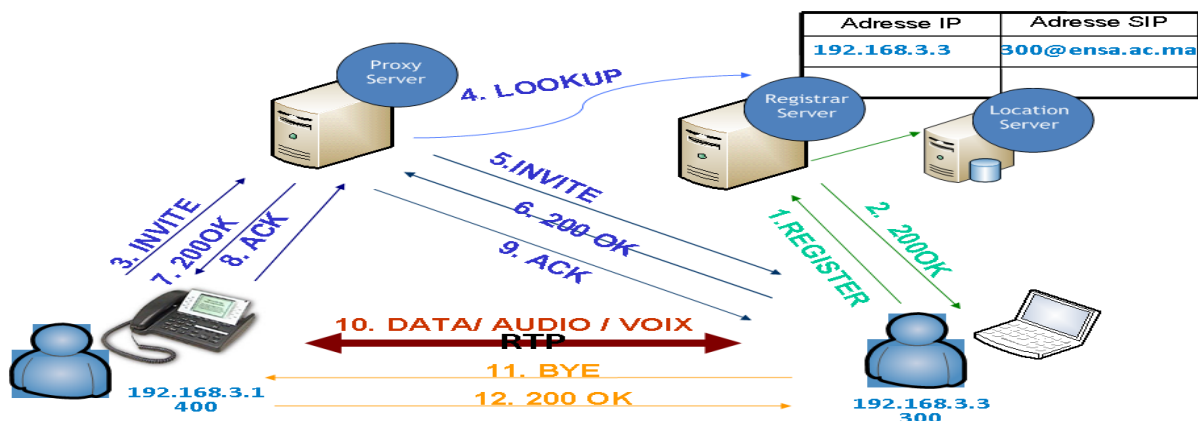 Adresse IP
Adresse SIP
192.168.3.3
300@ensa.ac.ma
Proxy
Server
4. LOOKUP
Registrar
Server
Location
Server
5.INVITE
6. 200 OK
9. ACK
3. INVITE
7. 200OK
8. ACK
1.REGISTER
2. 200OK
10. DATA/ AUDIO / VOIX
RTP
11. BYE
12. 200 OK
192.168.3.1
400
192.168.3.3
300